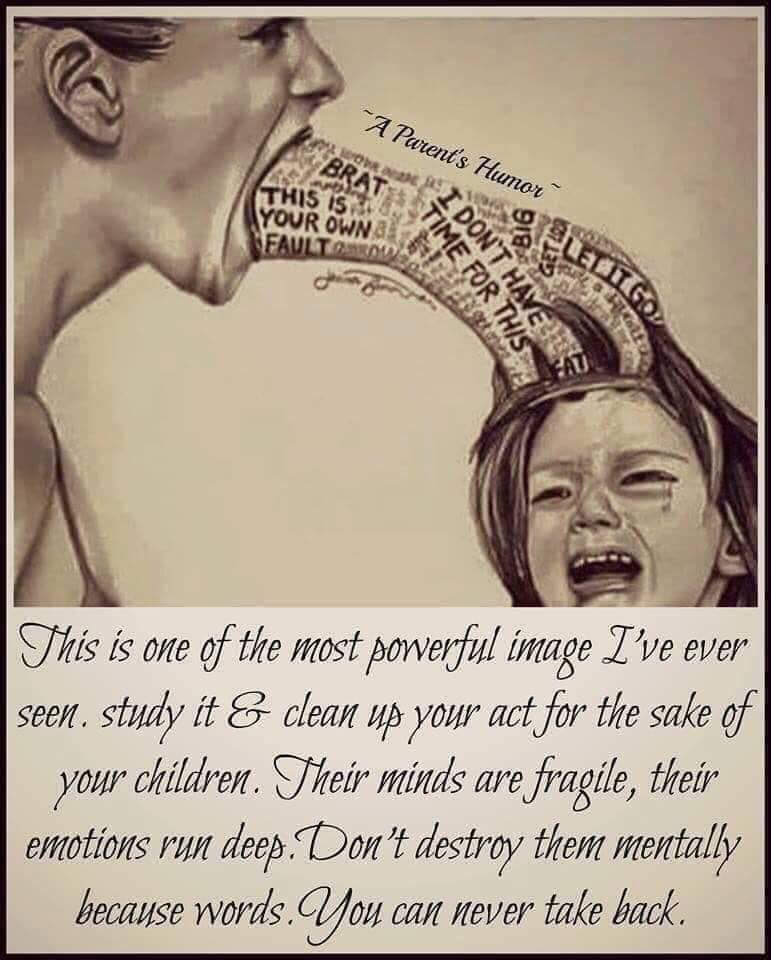 ~A Parent's Humor~
BRAT
THIS IS
YOUR OWN
FAULT
I DON'T HAVE
TIME FOR THIS
BIG
LET IT GO
FAT
This is one of the most powerful image I've ever
seen. study it & clean up your act for the sake of
your children. Their minds are fragile, their
emotions run deep. Don't destroy them mentally
because words. You can never take back.